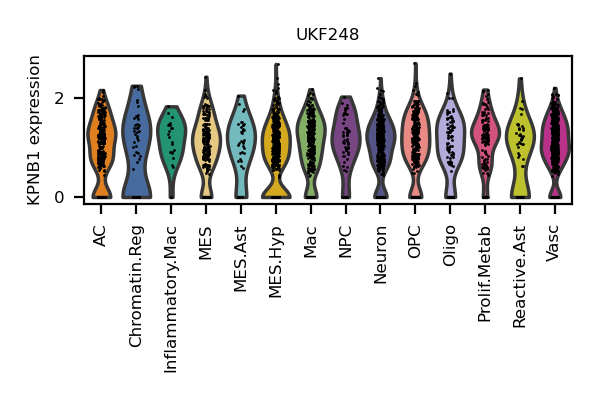 UKF248
KPNB1 expression
2
0
AC
Chromatin.Reg
Inflammatory.Mac
MES
MES.Ast
MES.Hyp
Mac
NPC
Neuron
OPC
Oligo
Prolif.Metab
Reactive.Ast
Vasc